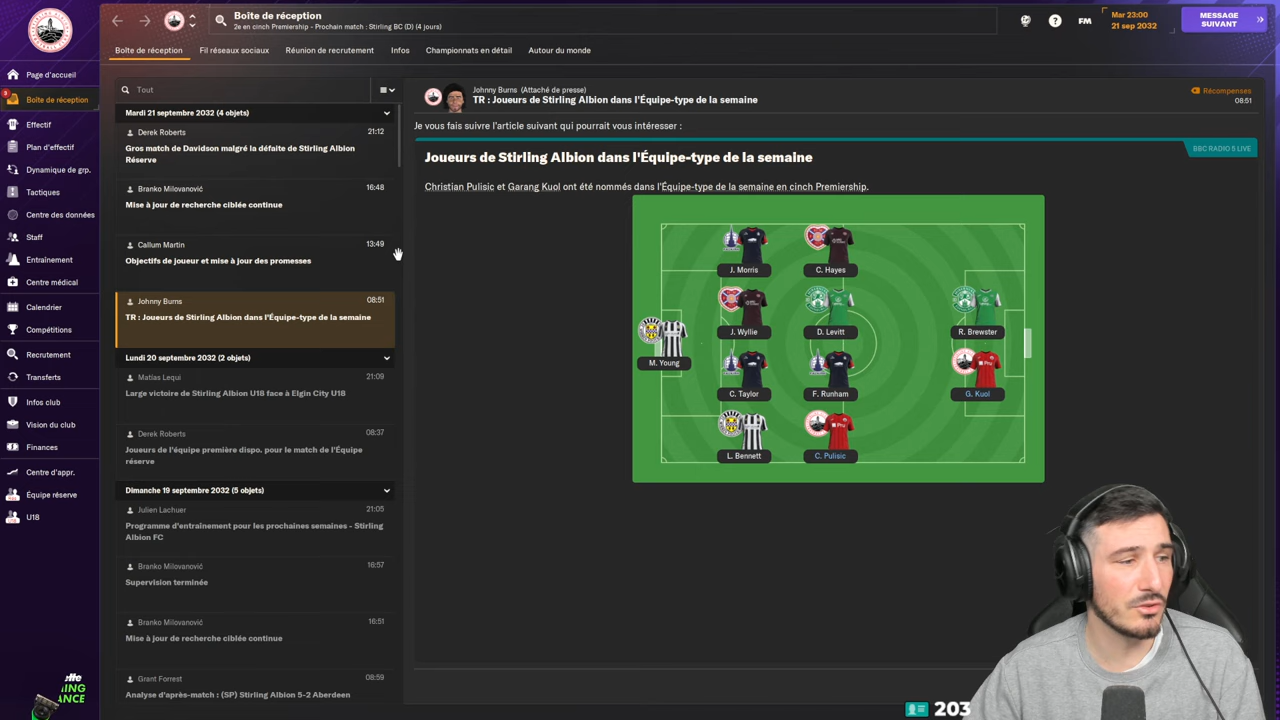 Boîte de réception
2e en cinch Premiership - Prochain match : Stirling BC (D) (4 jours)
FM
Mar 23:00
21 sep 2032
MESSAGE
SUIVANT
Boîte de réception
Fil réseaux sociaux
Réunion de recrutement
Infos
Championnats en détail
Autour du monde
Page d'accueil
3
Boîte de réception
Effectif
Plan d'effectif
Dynamique de grp.
Tactiques
Centre des données
Staff
Entraînement
Centre médical
Calendrier
Compétitions
Recrutement
Transferts
Infos club
Vision du club
Finances
Centre d'appr.
Équipe réserve
U18
Tout
Mardi 21 septembre 2032 (4 objets)
Derek Roberts
21:12
Gros match de Davidson malgré la défaite de Stirling Albion
Réserve
Branko Milovanović
16:48
Mise à jour de recherche ciblée continue
Callum Martin
13:49
Objectifs de joueur et mise à jour des promesses
Johnny Burns
08:51
TR : Joueurs de Stirling Albion dans l'Équipe-type de la semaine
Lundi 20 septembre 2032 (2 objets)
Matías Lequi
21:09
Large victoire de Stirling Albion U18 face à Elgin City U18
Derek Roberts
08:37
Joueurs de l'équipe première dispo. pour le match de l'Équipe
réserve
Dimanche 19 septembre 2032 (5 objets)
Julien Lachuer
21:05
Programme d'entraînement pour les prochaines semaines - Stirling
Albion FC
Branko Milovanović
16:57
Supervision terminée
Branko Milovanović
16:51
Mise à jour de recherche ciblée continue
Grant Forrest
08:59
Analyse d'après-match : (SP) Stirling Albion 5-2 Aberdeen
Johnny Burns (Attaché de presse)
TR : Joueurs de Stirling Albion dans l'Équipe-type de la semaine
Récompenses
08:51
Je vous fais suivre l'article suivant qui pourrait vous intéresser :
BBC RADIO 5 LIVE
Joueurs de Stirling Albion dans l'Équipe-type de la semaine
Christian Pulisic et Garang Kuol ont été nommés dans l'Équipe-type de la semaine en cinch Premiership.
J. Morris
C. Hayes
J. Wyllie
D. Levitt
R. Brewster
M. Young
C. Taylor
F. Runham
G. Kuol
L. Bennett
C. Pulisic
203